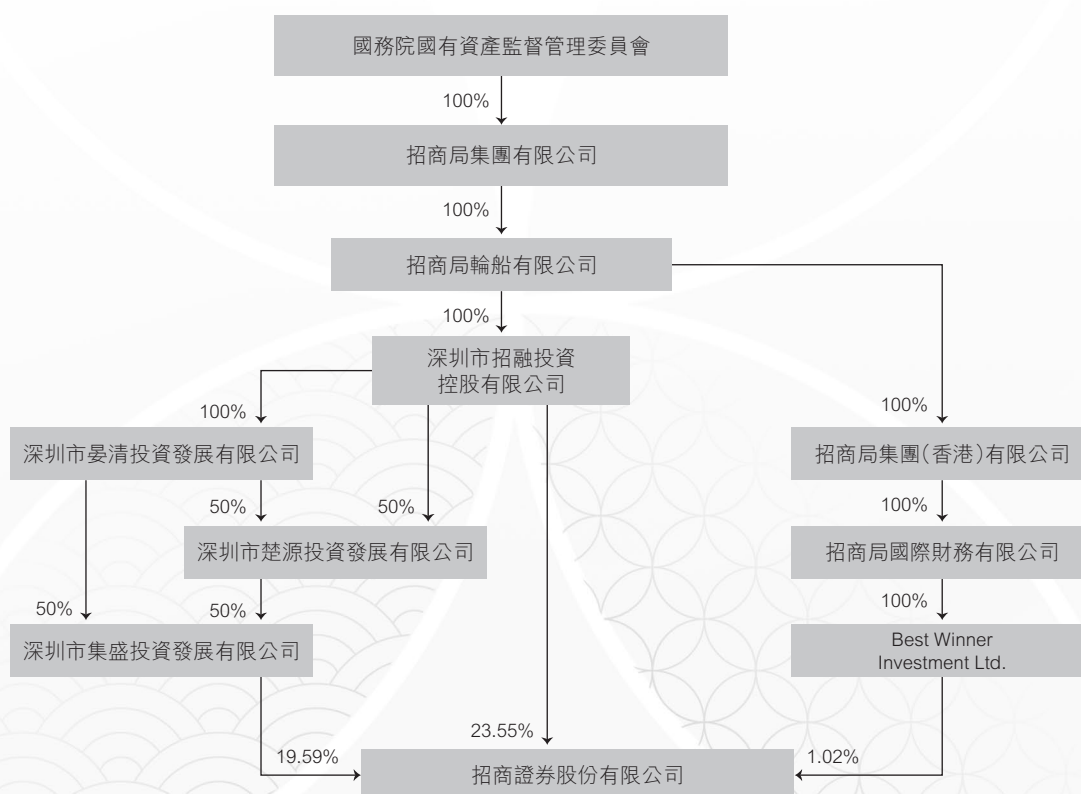 國務院國有資產監督管理委員會
100%
招商局集團有限公司
100%
招商局輪船有限公司
100%
深圳市招融投資
控股有限公司
100%
100%
深圳市晏清投資發展有限公司
招商局集團(香港)有限公司
50%
50%
100%
深圳市楚源投資發展有限公司
招商局國際財務有限公司
50%
50%
100%
深圳市集盛投資發展有限公司
Best Winner
Investment Ltd.
19.59%
23.55%
1.02%
招商證券股份有限公司